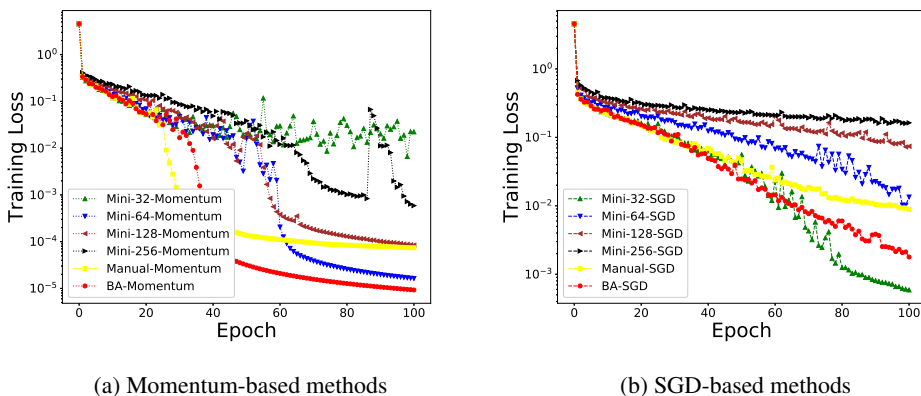 10^0
10^-1
10^-2
10^-3
10^-4
10^-5
Training Loss
Mini-32-Momentum
Mini-64-Momentum
Mini-128-Momentum
Mini-256-Momentum
Manual-Momentum
BA-Momentum
0 20 40 60 80 100
Epoch
(a) Momentum-based methods
10^0
10^-1
10^-2
10^-3
Training Loss
Mini-32-SGD
Mini-64-SGD
Mini-128-SGD
Mini-256-SGD
Manual-SGD
BA-SGD
0 20 40 60 80 100
Epoch
(b) SGD-based methods